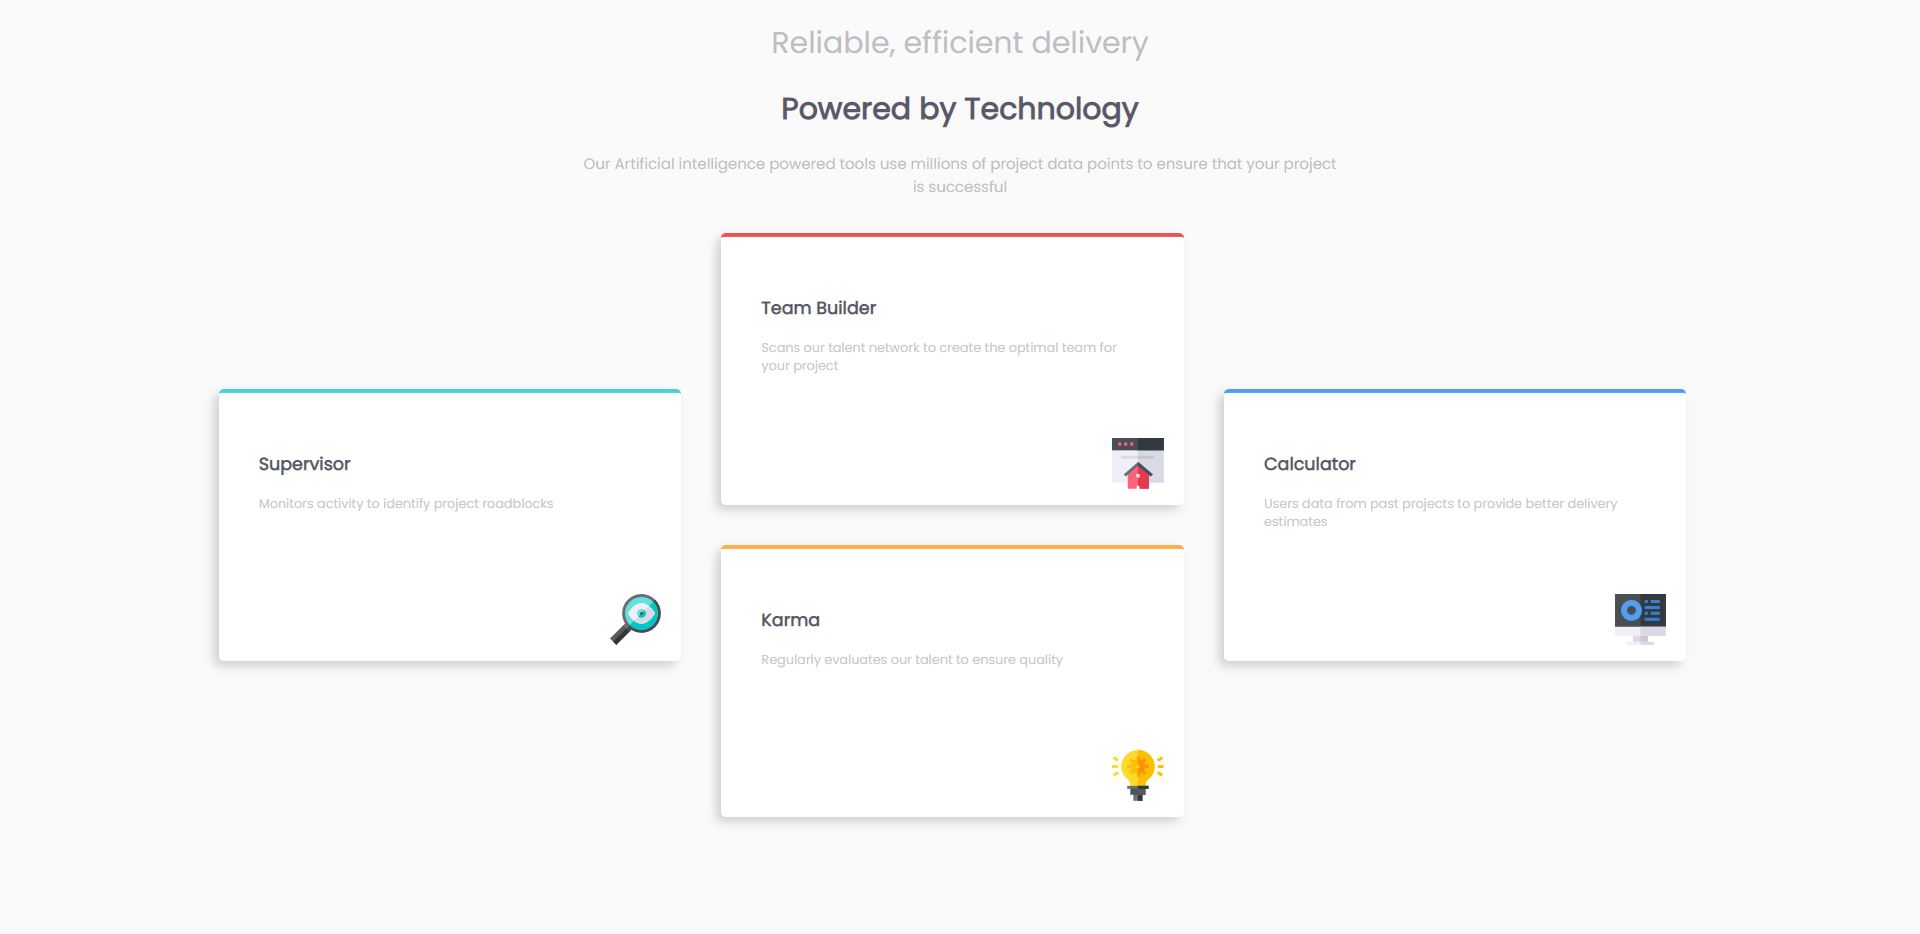 Reliable, efficient delivery
Powered by Technology
Our Artificial intelligence powered tools use millions of project data points to ensure that your project
is successful
Team Builder
Scans our talent network to create the optimal team for
your project
Supervisor
Monitors activity to identify project roadblocks
Calculator
Users data from past projects to provide better delivery
estimates
Karma
Regularly evaluates our talent to ensure quality